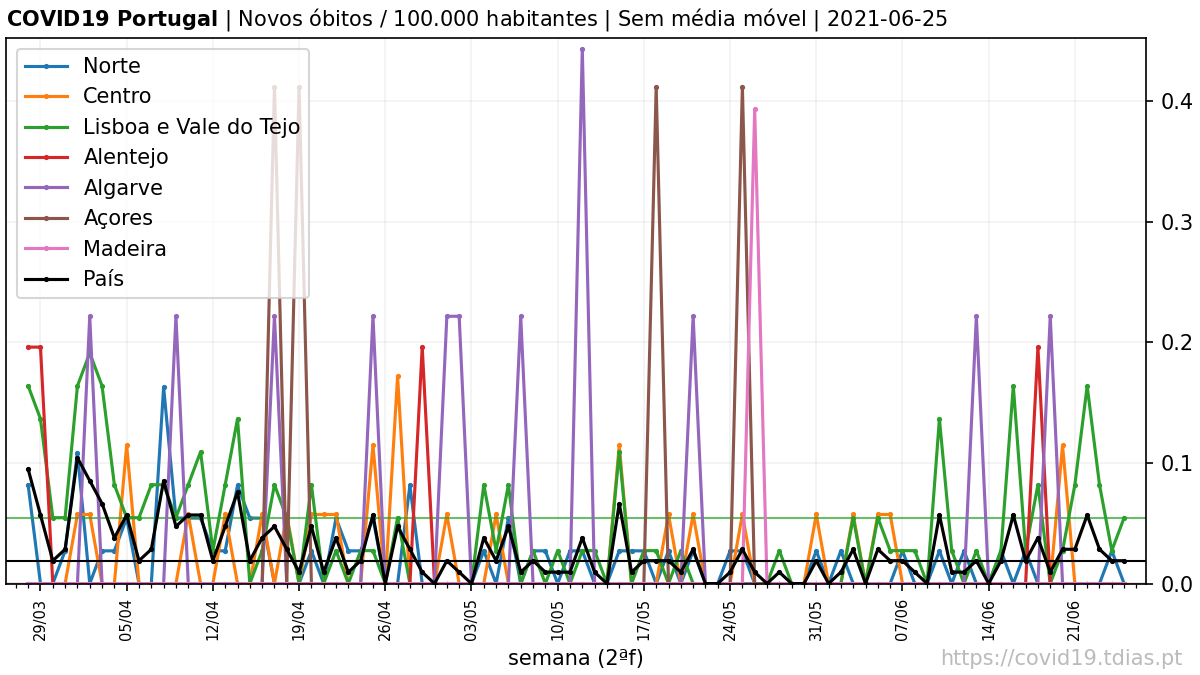 COVID19 Portugal | Novos óbitos / 100.000 habitantes | Sem média móvel | 2021-06-25
Norte
Centro
Lisboa e Vale do Tejo
Alentejo
Algarve
Açores
Madeira
País
0.4
0.3
0.2
0.1
0.0
29/03 05/04 12/04 19/04 26/04 03/05 10/05 17/05 24/05 31/05 07/06 14/06 21/06
semana (2ªf)
https://covid19.tdias.pt